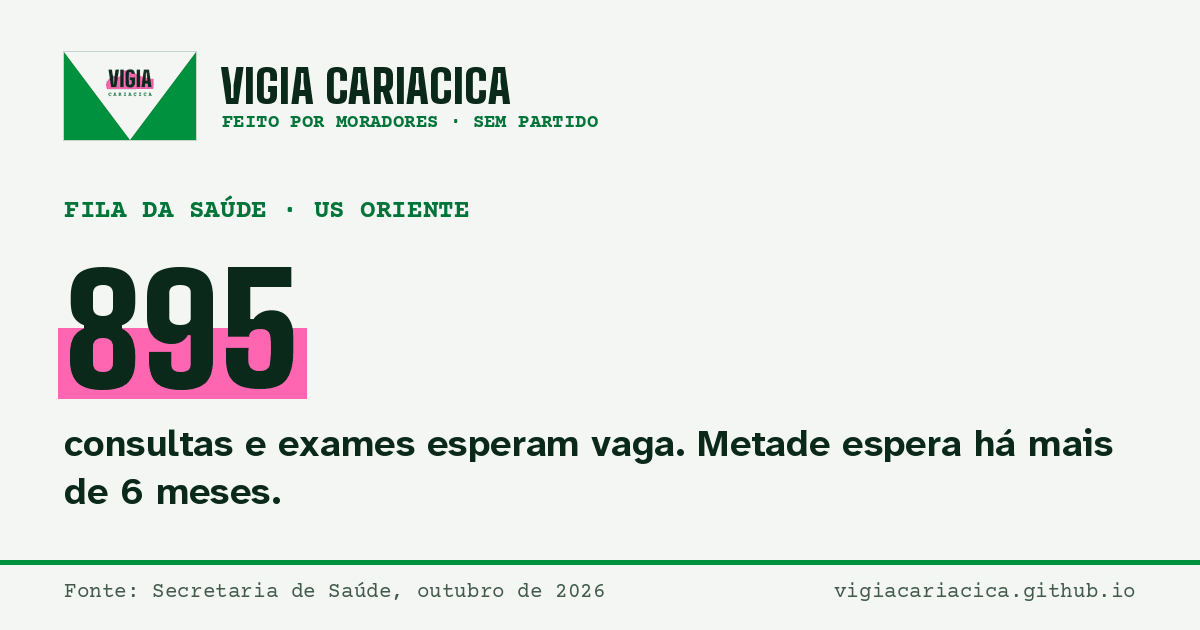 VIGIA
CARIACICA
VIGIA CARIACICA
FEITO POR MORADORES · SEM PARTIDO
FILA DA SAÚDE · US ORIENTE
895
consultas e exames esperam vaga. Metade espera há mais
de 6 meses.
Fonte: Secretaria de Saúde, outubro de 2026
vigiacariacica.github.io